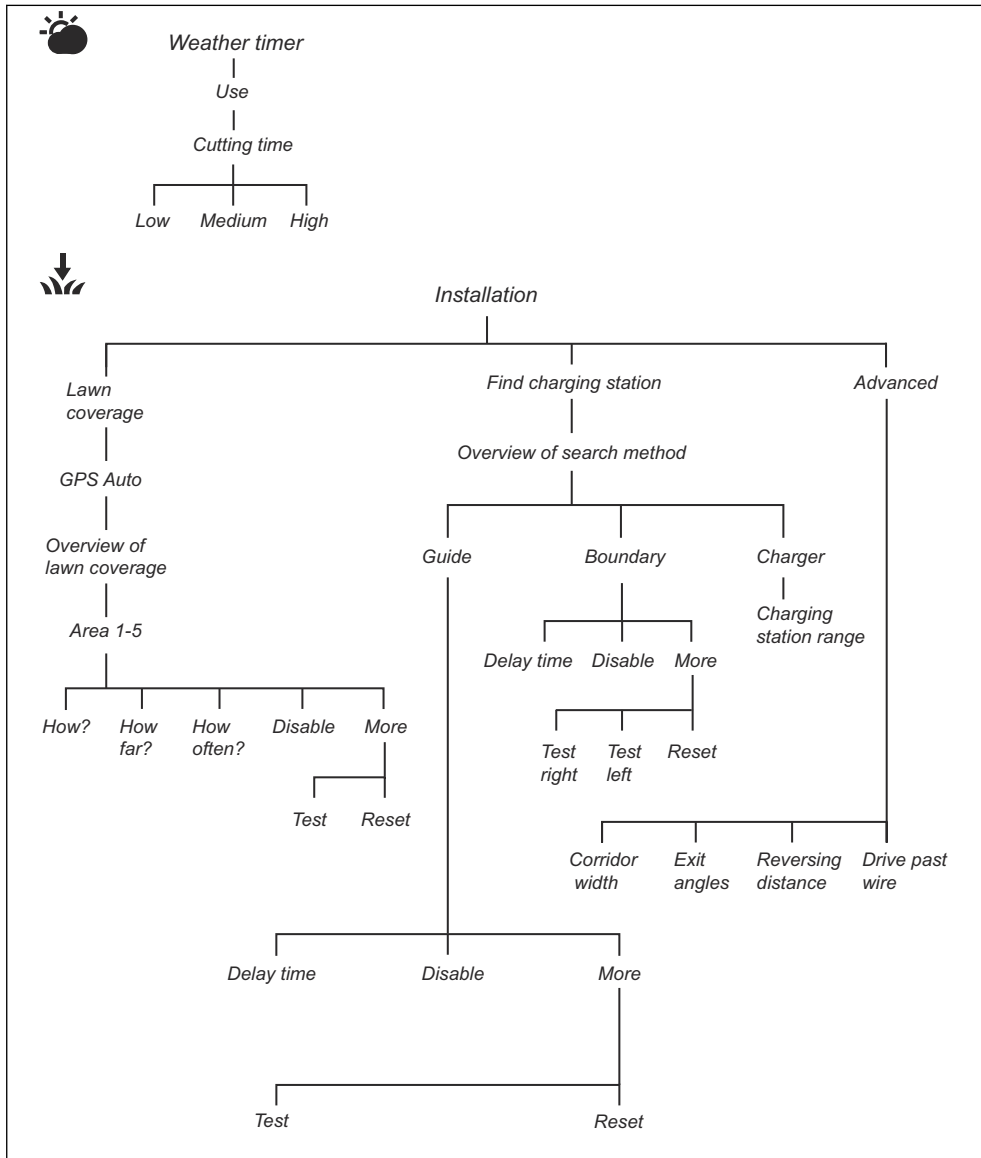 Weather timer
Use
Cutting time
Low Medium High
Installation
Lawn
coverage
Find charging station
Advanced
GPS Auto
Overview of search method
Overview of
lawn coverage
Guide
Boundary
Charger
Area 1-5
Charging
station range
Delay time Disable More
How?
How
far?
How
often?
Disable
More
Test
right
Test
left
Reset
Test
Reset
Corridor
width
Exit
angles
Reversing
distance
Drive past
wire
Delay time
Disable
More
Test
Reset